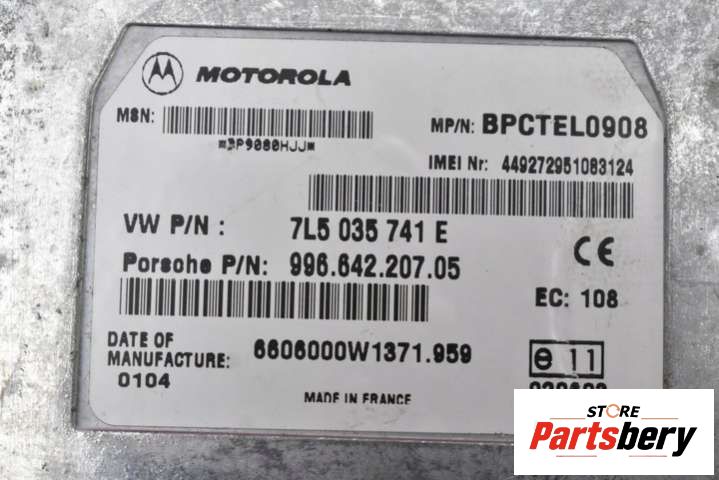 MOTOROLA
MSN:
MP/N: BPCTEL0908
IMEI Nr: 449272951083124
VW P/N : 7L5 035 741 E
CE
Porsche P/N: 996.642.207.05
EC: 108
DATE OF
MANUFACTURE: 6606000W1371.959
0104
e 11
MADE IN FRANCE
STORE
Partsbery